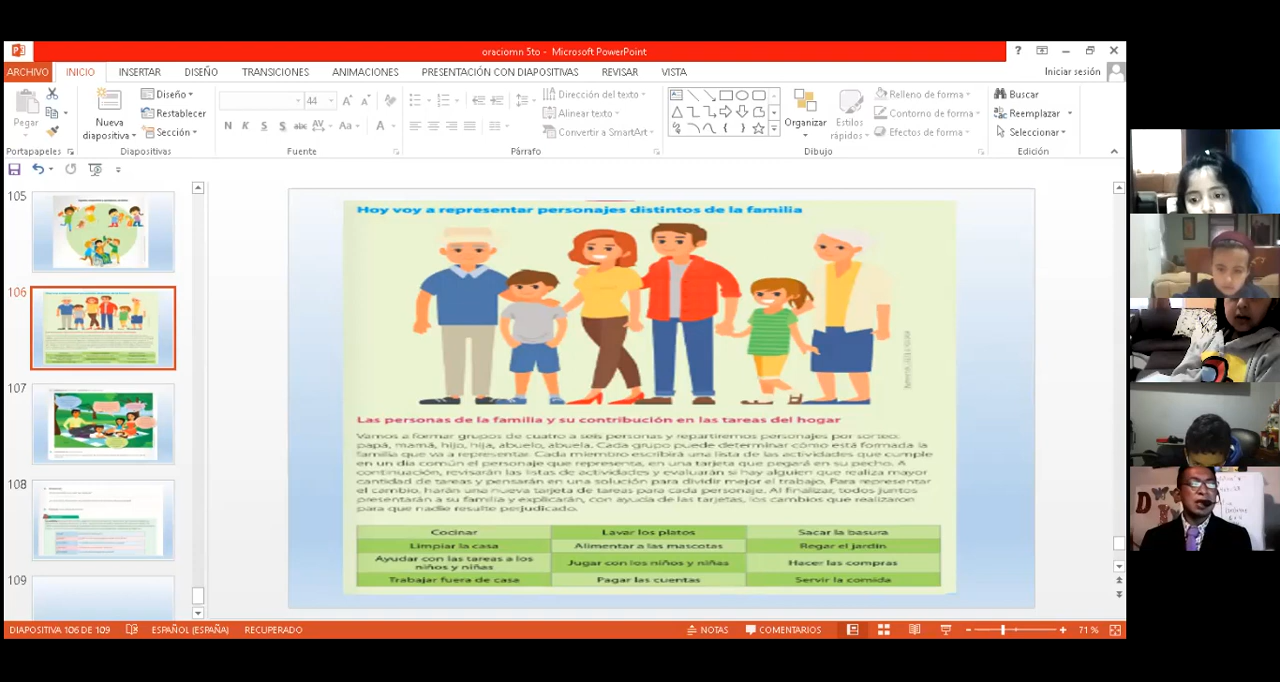 oraciomn 5to - Microsoft PowerPoint
ARCHIVO INICIO INSERTAR DISEÑO TRANSICIONES ANIMACIONES PRESENTACIÓN CON DIAPOSITIVAS REVISAR VISTA Iniciar sesión
Pegar
Nueva diapositiva
Diseño
Restablecer
Sección
44
N K S S abc AV Aa A
Dirección del texto
Alinear texto
Convertir a SmartArt
Organizar
Estilos rápidos
Relleno de forma
Contorno de forma
Efectos de forma
Buscar
Reemplazar
Seleccionar
Portapapeles Diapositivas Fuente Párrafo Dibujo Edición
105
106
107
108
109
Hoy voy a representar personajes distintos de la familia
Las personas de la familia y su contribución en las tareas del hogar
Vamos a formar grupos de cuatro a seis personas y repartiremos personajes por sorteo:
papá, mamá, hijo, hija, abuelo, abuela. Cada grupo puede determinar cómo está formada la
familia que va a representar. Cada miembro escribirá una lista de las actividades que cumple
en un día común el personaje que representa, en una tarjeta que pegará en su pecho. A
continuación, revisarán las listas de actividades y evaluarán si hay alguien que realiza mayor
cantidad de tareas y pensarán en una solución para dividir mejor el trabajo. Para representar
el cambio, harán una nueva tarjeta de tareas para cada personaje. Al finalizar, todos juntos
presentarán a su familia y explicarán, con ayuda de las tarjetas, los cambios que realizaron
para que nadie resulte perjudicado.
Cocinar Lavar los platos Sacar la basura
Limpiar la casa Alimentar a las mascotas Regar el jardín
Ayudar con las tareas a los niños y niñas Jugar con los niños y niñas Hacer las compras
Trabajar fuera de casa Pagar las cuentas Servir la comida
DIAPOSITIVA 106 DE 109 ESPAÑOL (ESPAÑA) RECUPERADO NOTAS COMENTARIOS 71 %